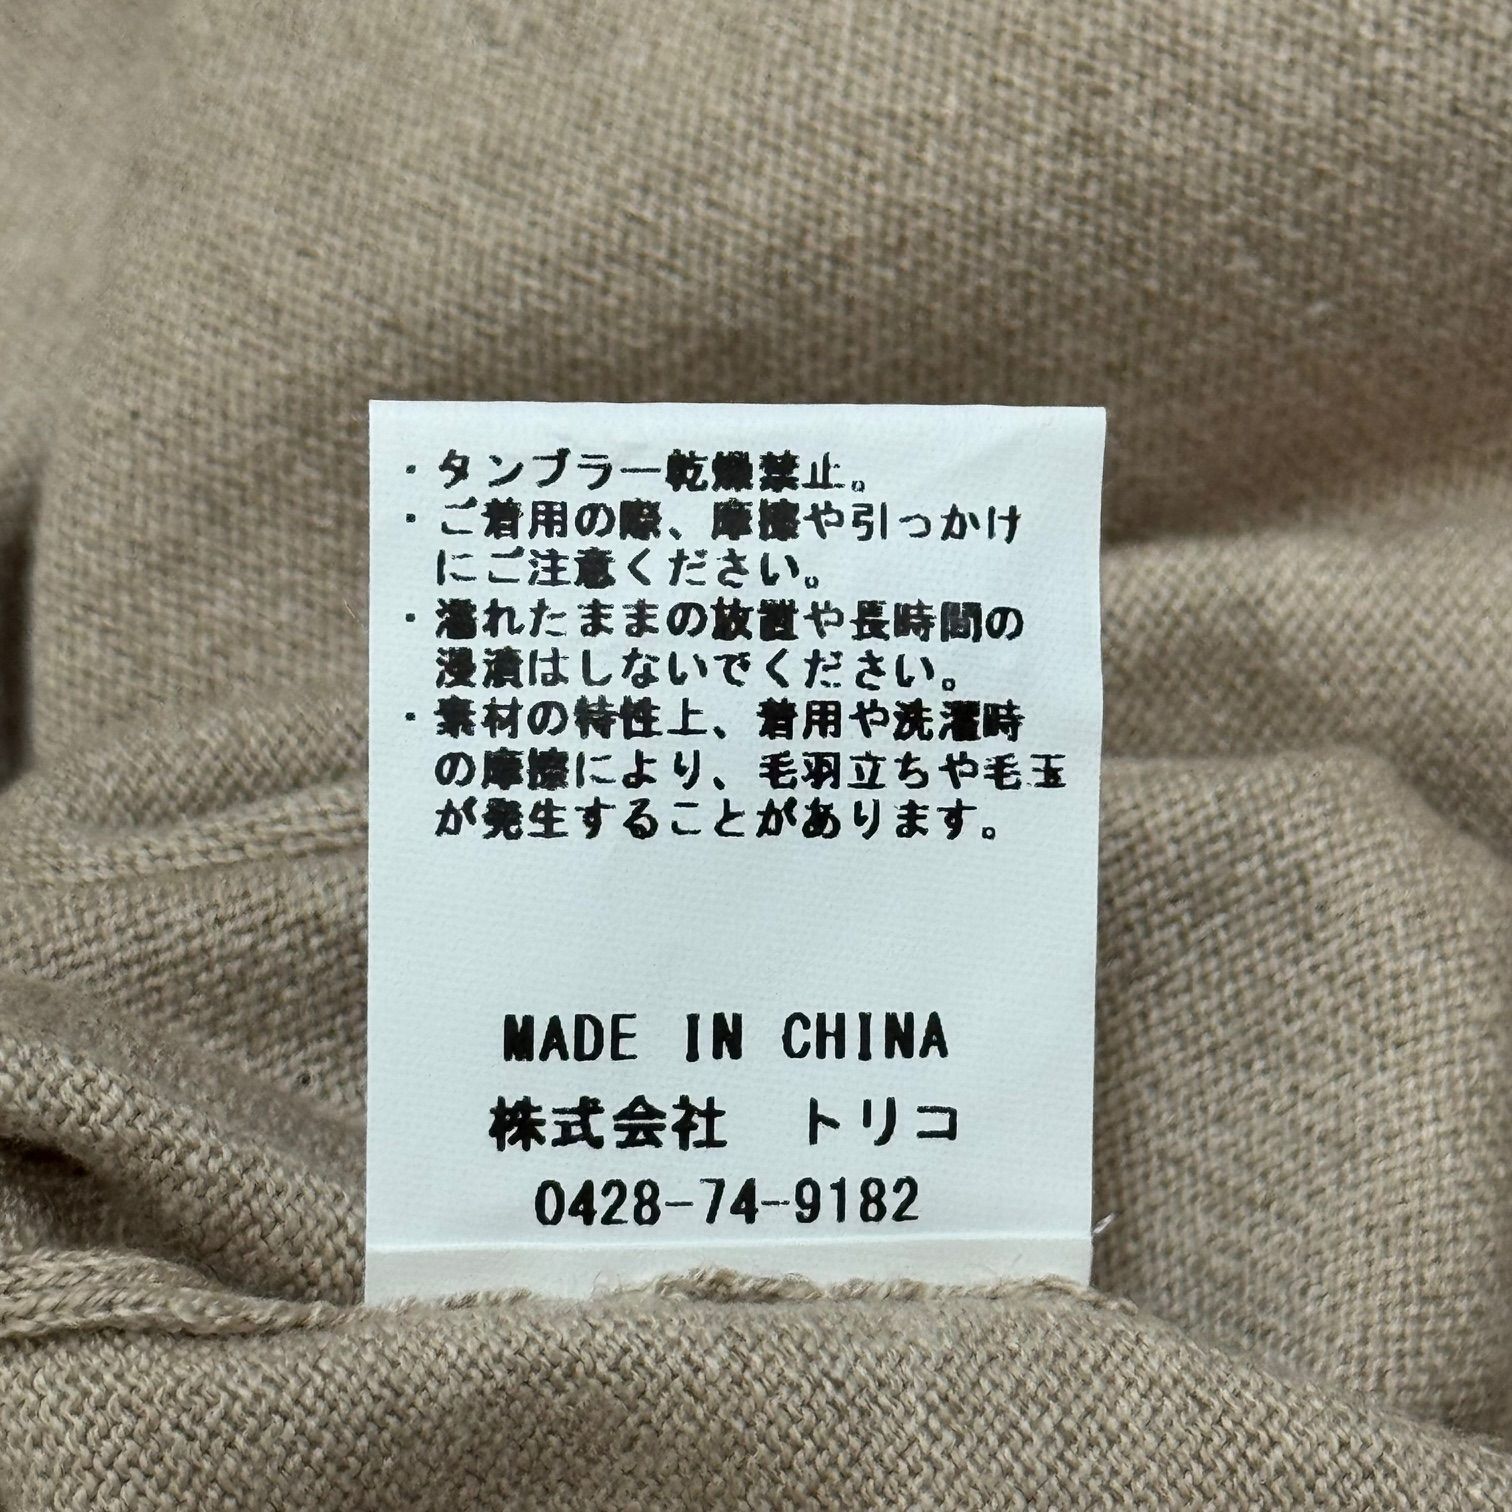 ・タンブラー乾燥禁止。
・ご着用の際、摩擦や引っかけ
にご注意ください。
・濡れたままの放置や長時間の
浸漬はしないでください。
・素材の特性上、着用や洗濯時
の摩擦により、毛羽立ちや毛玉
が発生することがあります。
MADE IN CHINA
株式会社　トリコ
0428-74-9182